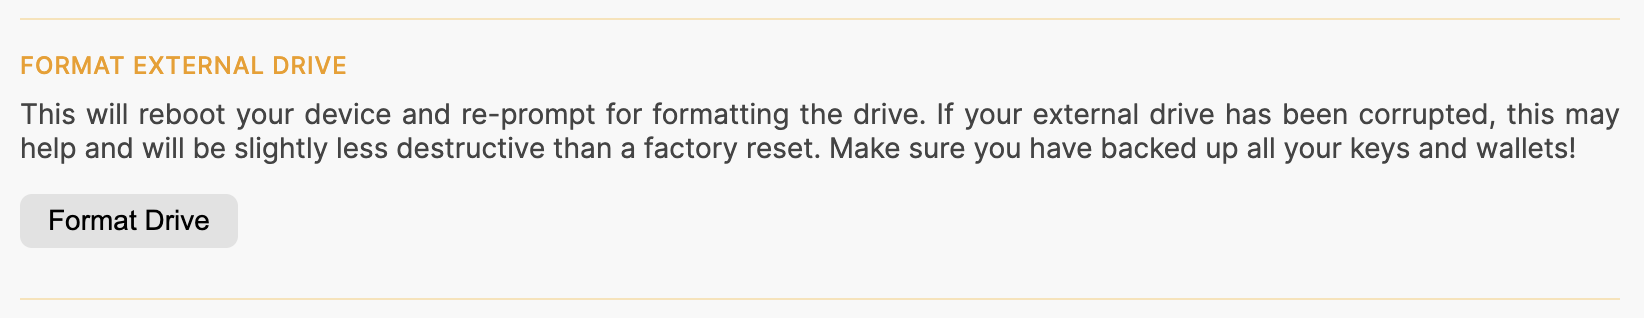 FORMAT EXTERNAL DRIVE
This will reboot your device and re-prompt for formatting the drive. If your external drive has been corrupted, this may
help and will be slightly less destructive than a factory reset. Make sure you have backed up all your keys and wallets!
Format Drive